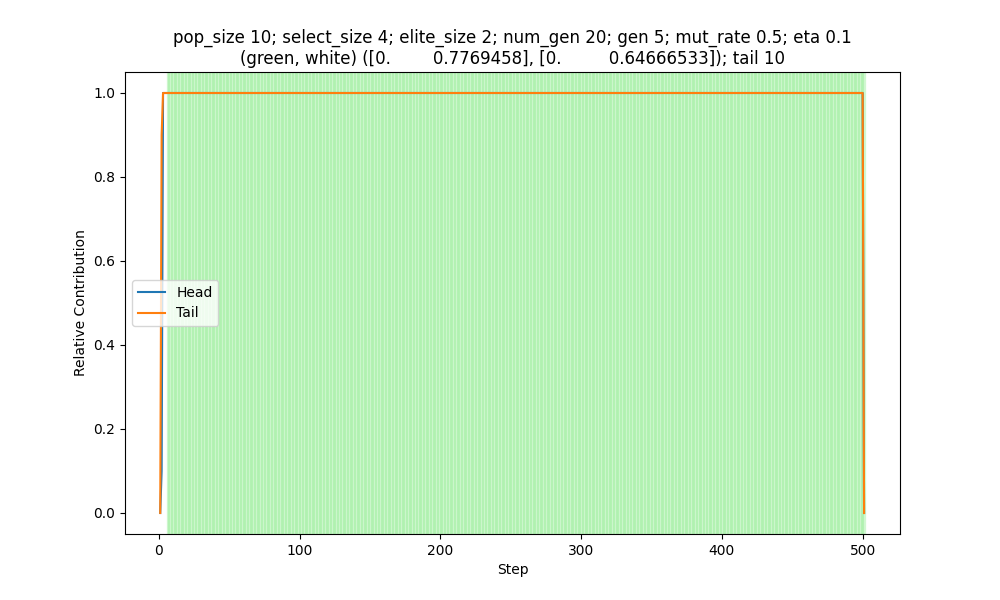 pop_size 10; select_size 4; elite_size 2; num_gen 20; gen 5; mut_rate 0.5; eta 0.1
(green, white) ([0. 0.7769458], [0. 0.64666533]); tail 10
1.0
0.8
0.6
0.4
0.2
0.0
Relative Contribution
Head
Tail
0
100
200
300
400
500
Step